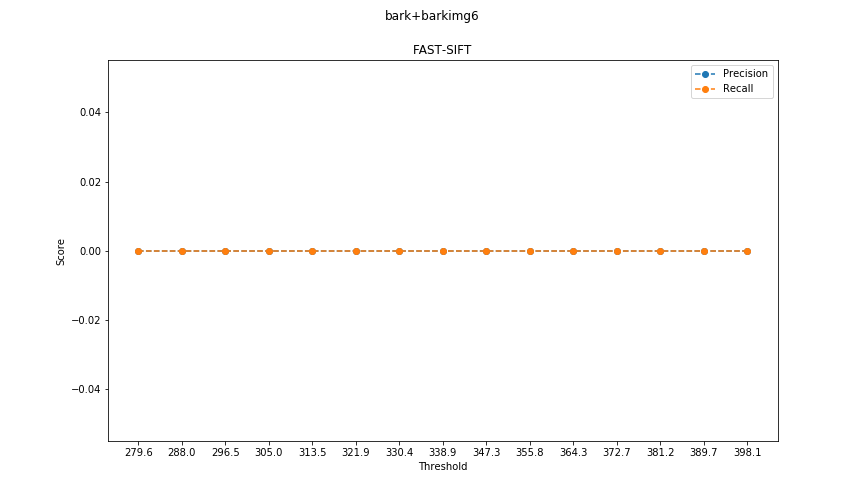 bark+barkimg6
FAST-SIFT
Precision
Recall
0.04
0.02
0.00
−0.02
−0.04
Score
279.6 288.0 296.5 305.0 313.5 321.9 330.4 338.9 347.3 355.8 364.3 372.7 381.2 389.7 398.1
Threshold